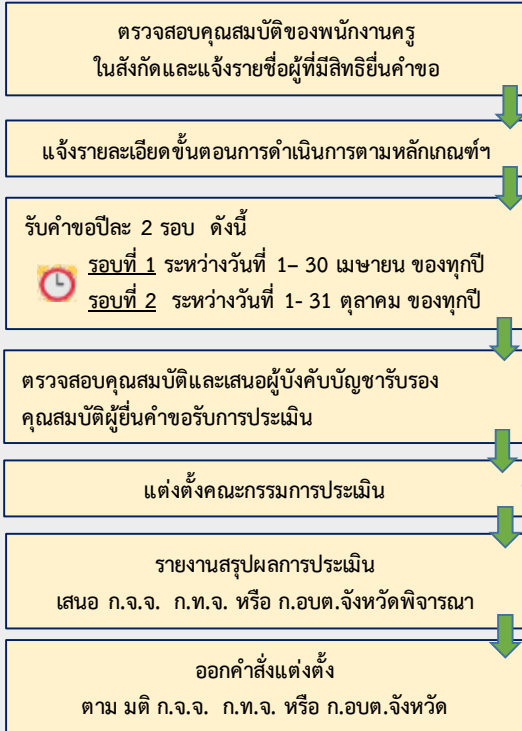 ตรวจสอบคุณสมบัติของพนักงานครู
ในสังกัดและแจ้งรายชื่อผู้ที่มีสิทธิยื่นคำขอ
แจ้งรายละเอียดขั้นตอนการดำเนินการตามหลักเกณฑ์ฯ
รับคำขอปีละ 2 รอบ ดังนี้
รอบที่ 1 ระหว่างวันที่ 1– 30 เมษายน ของทุกปี
รอบที่ 2 ระหว่างวันที่ 1- 31 ตุลาคม ของทุกปี
ตรวจสอบคุณสมบัติและเสนอผู้บังคับบัญชารับรอง
คุณสมบัติผู้ยื่นคำขอรับการประเมิน
แต่งตั้งคณะกรรมการประเมิน
รายงานสรุปผลการประเมิน
เสนอ ก.จ.จ. ก.ท.จ. หรือ ก.อบต.จังหวัดพิจารณา
ออกคำสั่งแต่งตั้ง
ตาม มติ ก.จ.จ. ก.ท.จ. หรือ ก.อบต.จังหวัด